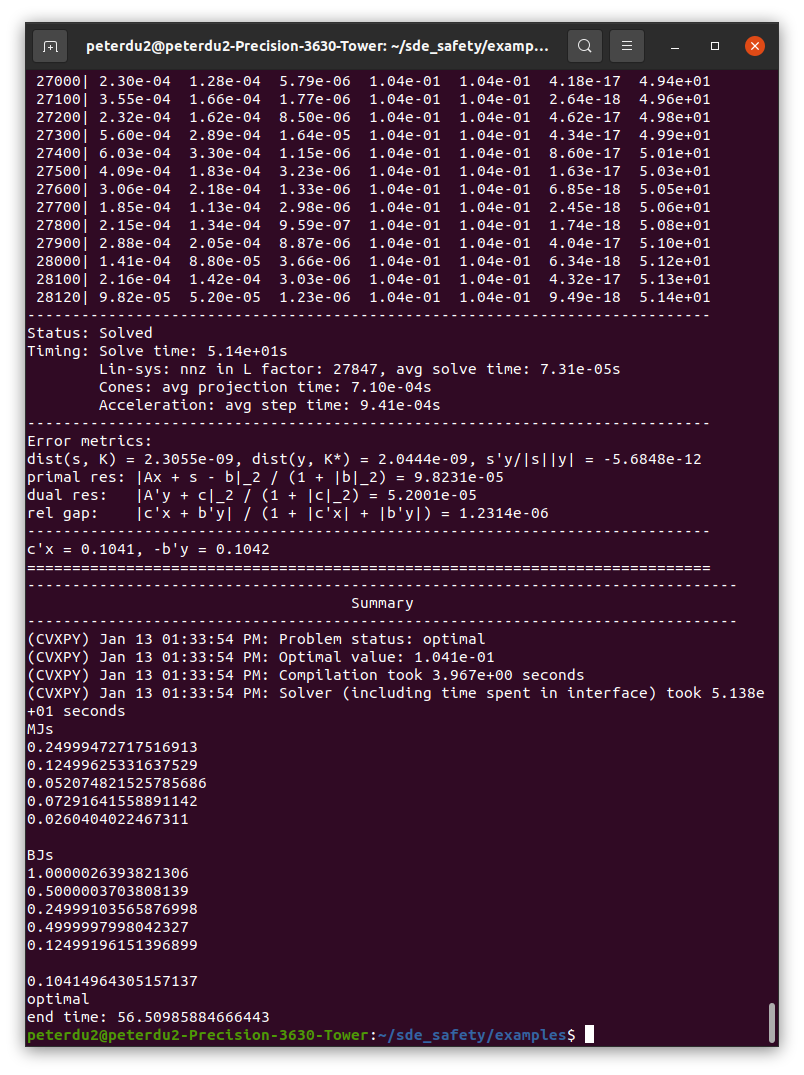 peterdu2@peterdu2-Precision-3630-Tower: ~/sde_safety/examp...
27000| 2.30e-04 1.28e-04 5.79e-06 1.04e-01 1.04e-01 4.18e-17 4.94e+01
27100| 3.55e-04 1.66e-04 1.77e-06 1.04e-01 1.04e-01 2.64e-18 4.96e+01
27200| 2.32e-04 1.62e-04 8.50e-06 1.04e-01 1.04e-01 4.62e-17 4.98e+01
27300| 5.60e-04 2.89e-04 1.64e-05 1.04e-01 1.04e-01 4.34e-17 4.99e+01
27400| 6.03e-04 3.30e-04 1.15e-06 1.04e-01 1.04e-01 8.60e-17 5.01e+01
27500| 4.09e-04 1.83e-04 3.23e-06 1.04e-01 1.04e-01 1.63e-17 5.03e+01
27600| 3.06e-04 2.18e-04 1.33e-06 1.04e-01 1.04e-01 6.85e-18 5.05e+01
27700| 1.85e-04 1.13e-04 2.98e-06 1.04e-01 1.04e-01 2.45e-18 5.06e+01
27800| 2.15e-04 1.34e-04 9.59e-07 1.04e-01 1.04e-01 1.74e-18 5.08e+01
27900| 2.88e-04 2.05e-04 8.87e-06 1.04e-01 1.04e-01 4.04e-17 5.10e+01
28000| 1.41e-04 8.80e-05 3.66e-06 1.04e-01 1.04e-01 6.34e-18 5.12e+01
28100| 2.16e-04 1.42e-04 3.03e-06 1.04e-01 1.04e-01 4.32e-17 5.13e+01
28120| 9.82e-05 5.20e-05 1.23e-06 1.04e-01 1.04e-01 9.49e-18 5.14e+01
----------------------------------------------------------------------------
Status: Solved
Timing: Solve time: 5.14e+01s
Lin-sys: nnz in L factor: 27847, avg solve time: 7.31e-05s
Cones: avg projection time: 7.10e-04s
Acceleration: avg step time: 9.41e-04s
----------------------------------------------------------------------------
Error metrics:
dist(s, K) = 2.3055e-09, dist(y, K*) = 2.0444e-09, s'y/|s||y| = -5.6848e-12
primal res: |Ax + s - b|_2 / (1 + |b|_2) = 9.8231e-05
dual res: |A'y + c|_2 / (1 + |c|_2) = 5.2001e-05
rel gap: |c'x + b'y| / (1 + |c'x| + |b'y|) = 1.2314e-06
----------------------------------------------------------------------------
c'x = 0.1041, -b'y = 0.1042
============================================================================
-------------------------------------------------------------------------------
Summary
-------------------------------------------------------------------------------
(CVXPY) Jan 13 01:33:54 PM: Problem status: optimal
(CVXPY) Jan 13 01:33:54 PM: Optimal value: 1.041e-01
(CVXPY) Jan 13 01:33:54 PM: Compilation took 3.967e+00 seconds
(CVXPY) Jan 13 01:33:54 PM: Solver (including time spent in interface) took 5.138e
+01 seconds
MJs
0.24999472717516913
0.12499625331637529
0.052074821525785686
0.07291641558891142
0.0260404022467311
BJs
1.0000026393821306
0.5000003703808139
0.24999103565876998
0.4999997998042327
0.12499196151396899
0.10414964305157137
optimal
end time: 56.50985884666443
peterdu2@peterdu2-Precision-3630-Tower:~/sde_safety/examples$